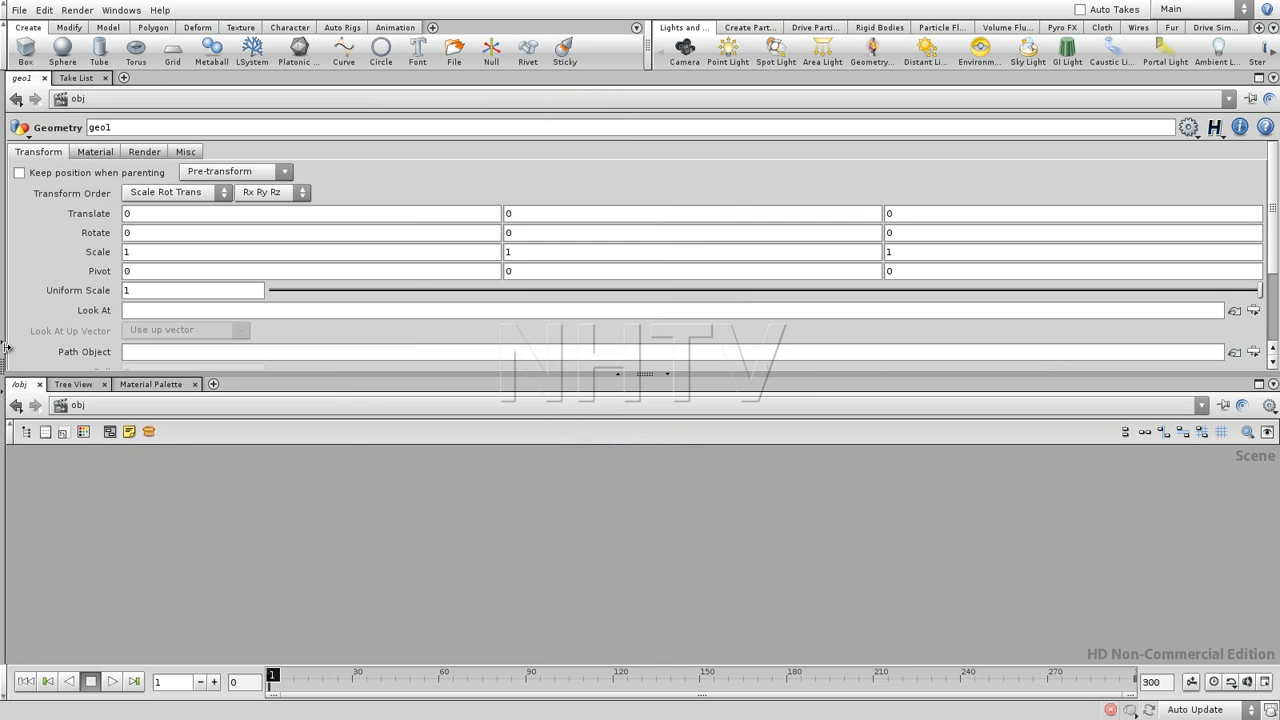 File Edit Render Windows Help Auto Takes Main
Create Modify Model Polygon Deform Texture Character Auto Rigs Animation Lights and ... Create Part... Drive Parti... Rigid Bodies Particle Fl... Volume Flu... Pyro FX Cloth Wires Fur Drive Sim...
Box Sphere Tube Torus Grid Metaball LSystem Platonic ... Curve Circle Font File Null Rivet Sticky Camera Point Light Spot Light Area Light Geometry... Distant Li... Environm... Sky Light GI Light Caustic Li... Portal Light Ambient L... Ster
geo1 Take List
obj
Geometry geo1
Transform Material Render Misc
Keep position when parenting Pre-transform
Transform Order Scale Rot Trans Rx Ry Rz
Translate 0 0 0
Rotate 0 0 0
Scale 1 1 1
Pivot 0 0 0
Uniform Scale 1
Look At
Look At Up Vector Use up vector
Path Object
NHTV
/obj Tree View Material Palette
obj
Scene
HD Non-Commercial Edition
1 0 1 30 60 90 120 150 180 210 240 270 300
Auto Update